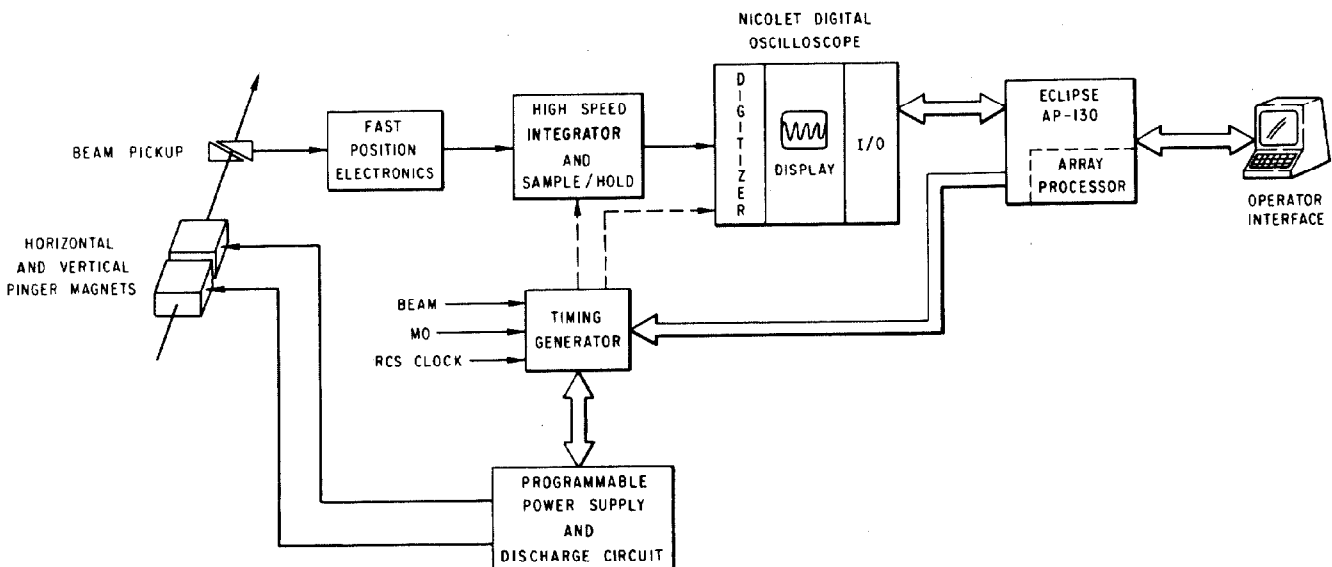 NICOLET DIGITAL
OSCILLOSCOPE
BEAM PICKUP
FAST
POSITION
ELECTRONICS
HIGH SPEED
INTEGRATOR
AND
SAMPLE/HOLD
DIGITIZER
DISPLAY
I/O
ECLIPSE
AP-130
ARRAY
PROCESSOR
OPERATOR
INTERFACE
HORIZONTAL
AND VERTICAL
PINGER MAGNETS
BEAM
MO
RCS CLOCK
TIMING
GENERATOR
PROGRAMMABLE
POWER SUPPLY
AND
DISCHARGE CIRCUIT